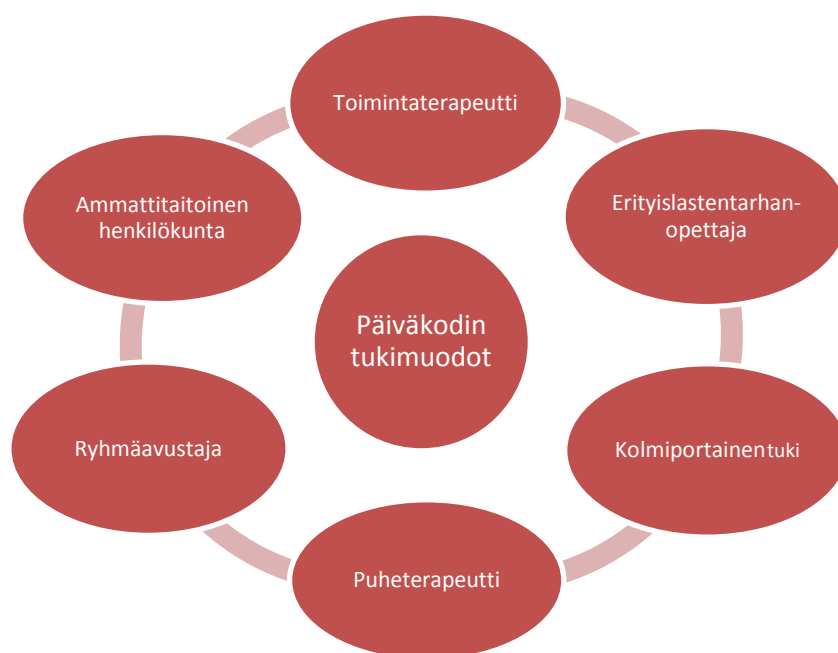 Toimintaterapeutti
Erityislastentarhan-
opettaja
Kolmiportainen tuki
Puheterapeutti
Ryhmäavustaja
Ammattitaitoinen
henkilökunta
Päiväkodin
tukimuodot